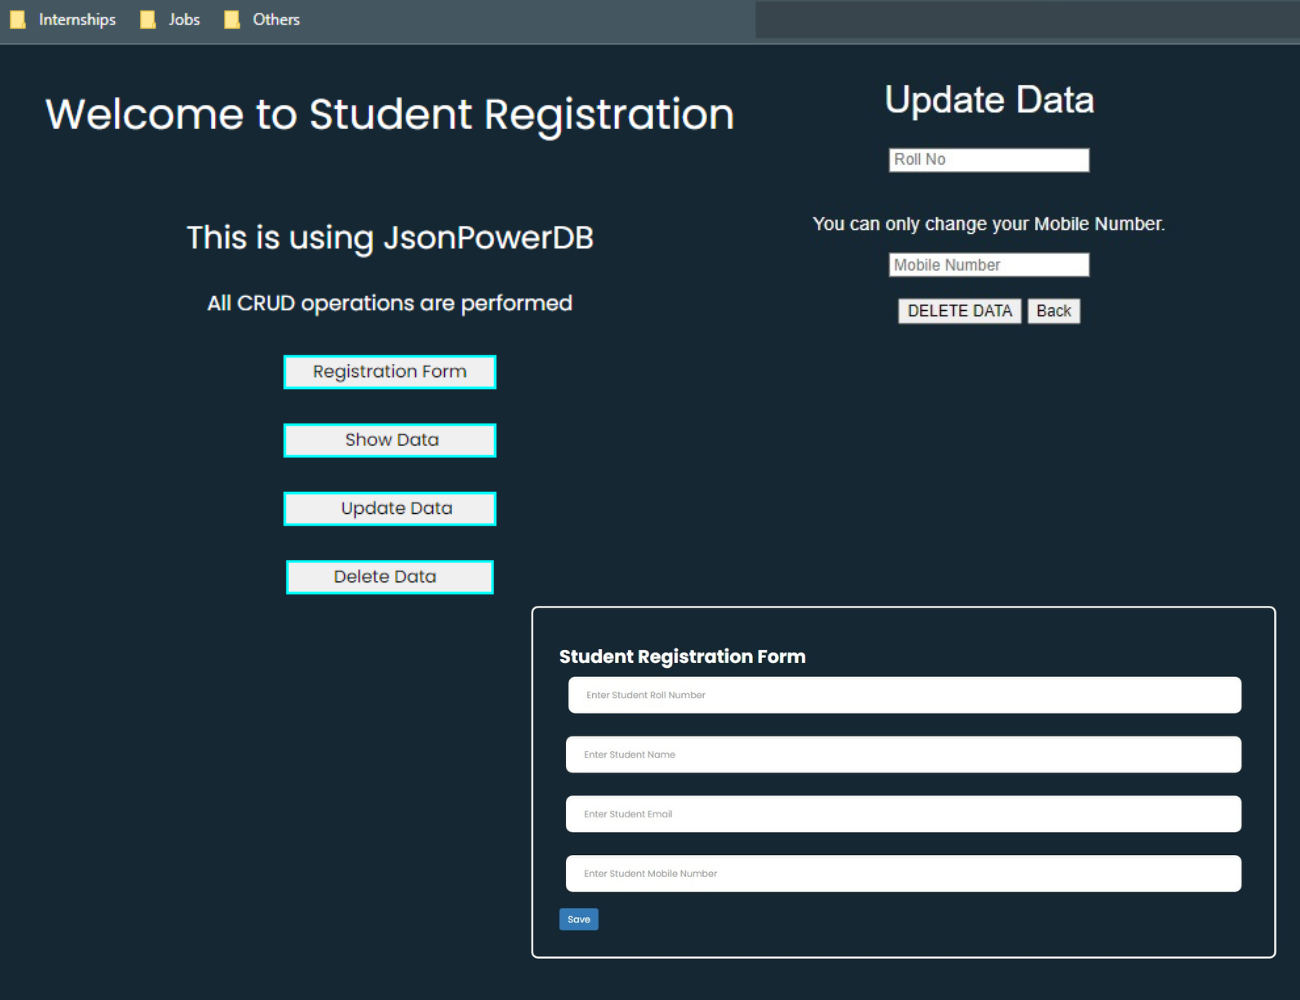 Internships Jobs Others
Welcome to Student Registration
This is using JsonPowerDB
All CRUD operations are performed
Registration Form
Show Data
Update Data
Delete Data
Update Data
Roll No
You can only change your Mobile Number.
Mobile Number
DELETE DATA Back
Student Registration Form
Enter Student Roll Number
Enter Student Name
Enter Student Email
Enter Student Mobile Number
Save